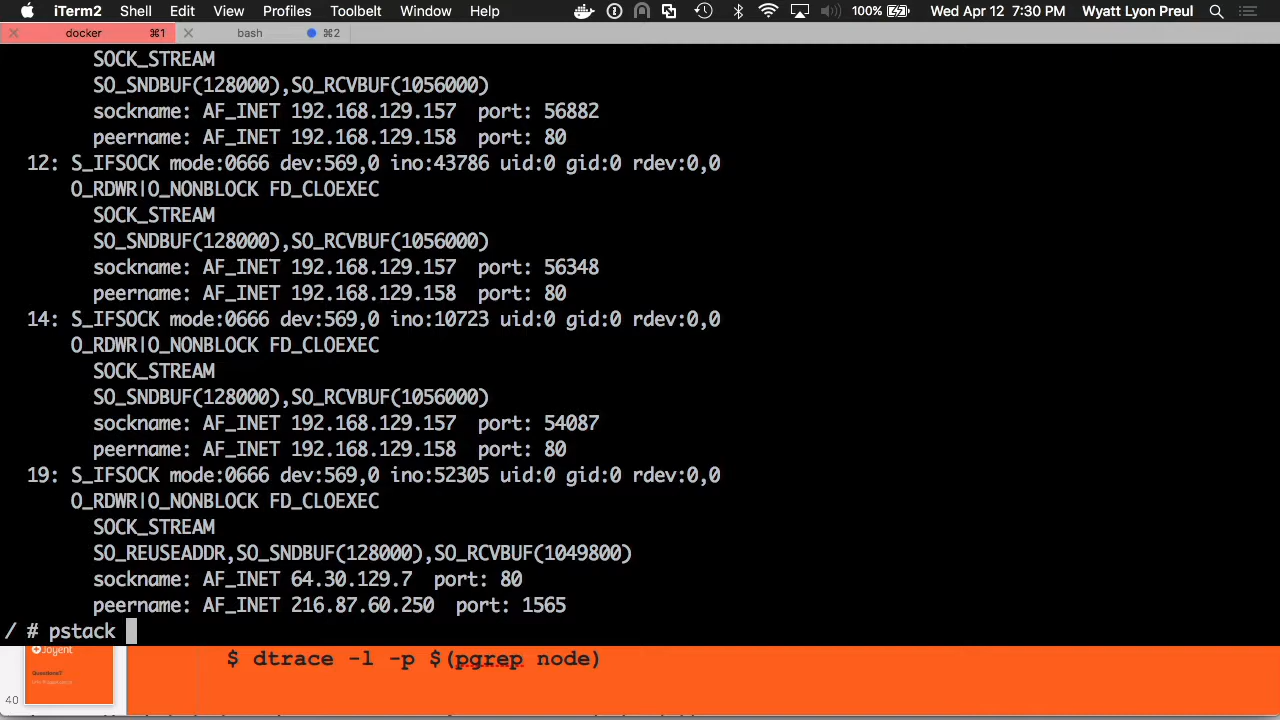 iTerm2 Shell Edit View Profiles Toolbelt Window Help 100% Wed Apr 12 7:30 PM Wyatt Lyon Preul
docker ⌘1 bash ⌘2
SOCK_STREAM
SO_SNDBUF(128000),SO_RCVBUF(1056000)
sockname: AF_INET 192.168.129.157  port: 56882
peername: AF_INET 192.168.129.158  port: 80
12: S_IFSOCK mode:0666 dev:569,0 ino:43786 uid:0 gid:0 rdev:0,0
O_RDWR|O_NONBLOCK FD_CLOEXEC
SOCK_STREAM
SO_SNDBUF(128000),SO_RCVBUF(1056000)
sockname: AF_INET 192.168.129.157  port: 56348
peername: AF_INET 192.168.129.158  port: 80
14: S_IFSOCK mode:0666 dev:569,0 ino:10723 uid:0 gid:0 rdev:0,0
O_RDWR|O_NONBLOCK FD_CLOEXEC
SOCK_STREAM
SO_SNDBUF(128000),SO_RCVBUF(1056000)
sockname: AF_INET 192.168.129.157  port: 54087
peername: AF_INET 192.168.129.158  port: 80
19: S_IFSOCK mode:0666 dev:569,0 ino:52305 uid:0 gid:0 rdev:0,0
O_RDWR|O_NONBLOCK FD_CLOEXEC
SOCK_STREAM
SO_REUSEADDR,SO_SNDBUF(128000),SO_RCVBUF(1049800)
sockname: AF_INET 64.30.129.7  port: 80
peername: AF_INET 216.87.60.250  port: 1565
/ # pstack
Joyent
Questions?
$ dtrace -l -p $(pgrep node)
40